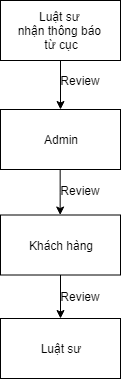 Luật sư
nhận thông báo
từ cục
Review
Admin
Review
Khách hàng
Review
Luật sư